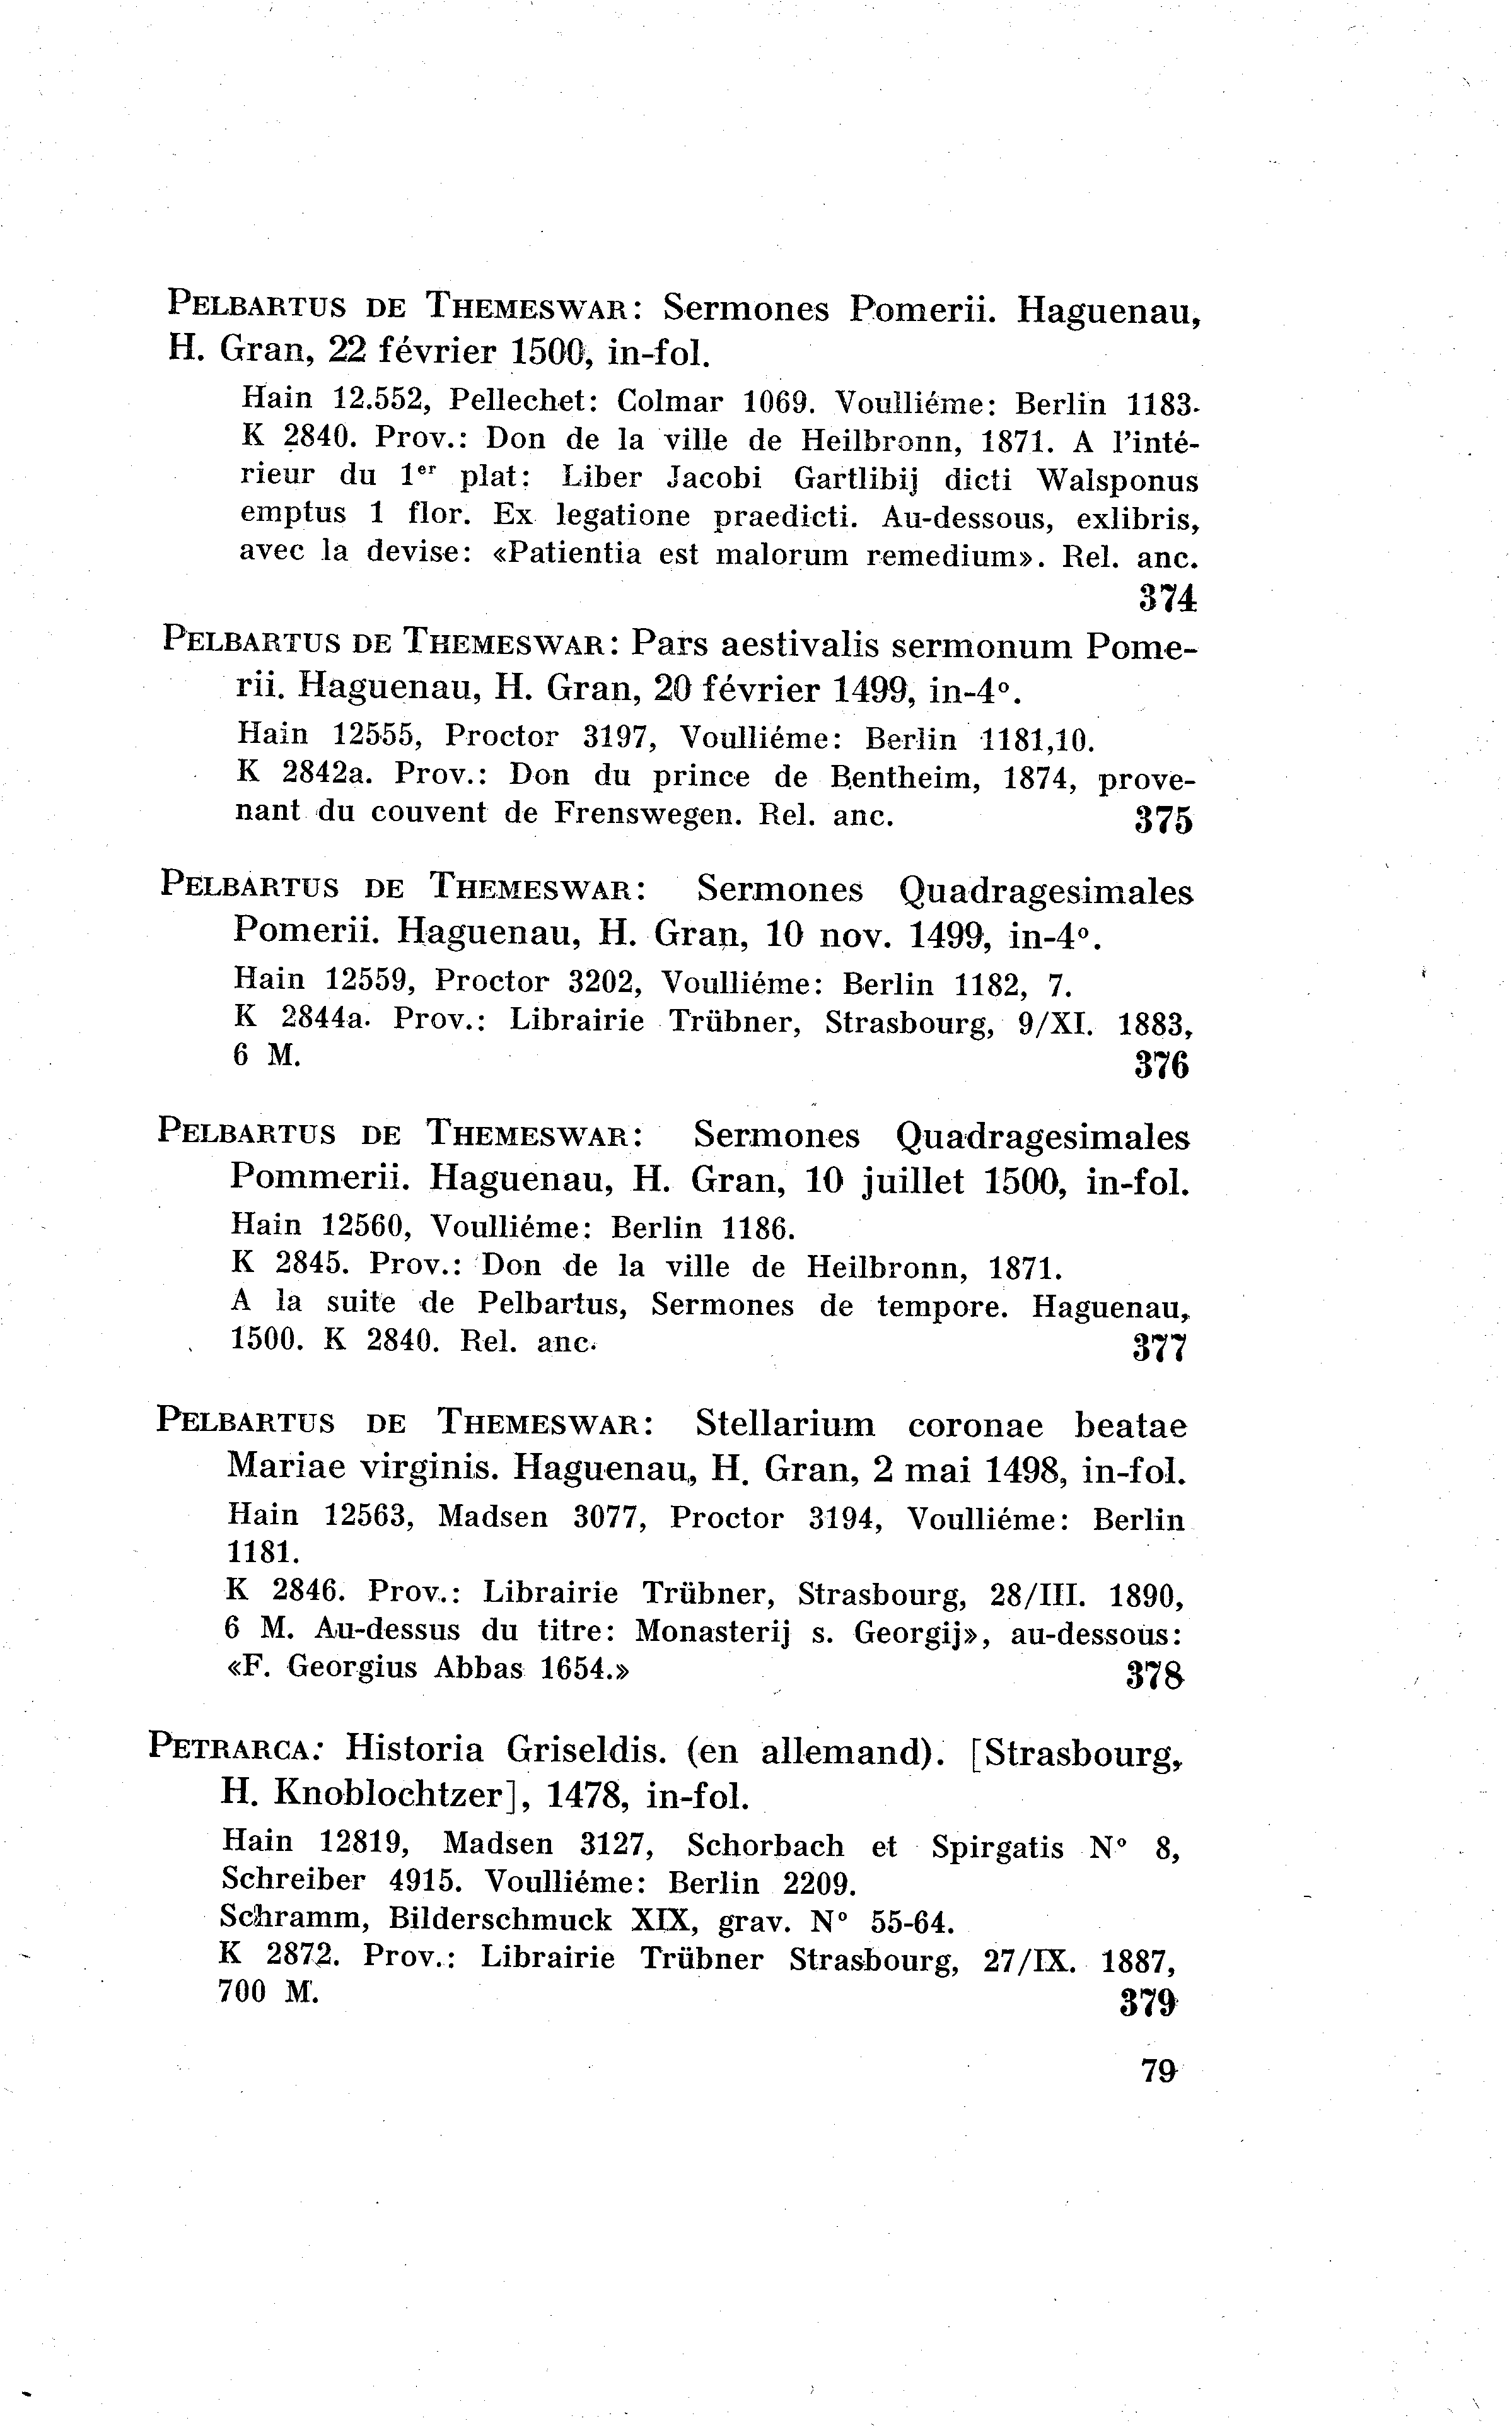 PELBARTUS DE THEMESWAR: Sermones Pomerii. Haguenau,
H. Gran, 22 février 1500, in-fol.
Hain 12.552, Pellechet: Colmar 1069. Voulliéme: Berlin 1183.
K 2840. Prov.: Don de la ville de Heilbronn, 1871. A l'inté-
rieur du 1er plat: Liber Jacobi Gartlibij dicti Walsponus
emptus 1 flor. Ex legatione praedicti. Au-dessous, exlibris,
avec la devise: «Patientia est malorum remedium». Rel. anc.
374
PELBARTUS DE THEMESWAR: Pars aestivalis sermonum Pome-
rii. Haguenau, H. Gran, 20 février 1499, in-4°.
Hain 12555, Proctor 3197, Voulliéme: Berlin 1181,10.
K 2842a. Prov.: Don du prince de Bentheim, 1874, prove-
nant du couvent de Frenswegen. Rel. anc. 375
PELBARTUS DE THEMESWAR: Sermones Quadragesimales
Pomerii. Haguenau, H. Gran, 10 nov. 1499, in-4°.
Hain 12559, Proctor 3202, Voulliéme: Berlin 1182, 7.
K 2844a. Prov.: Librairie Trübner, Strasbourg, 9/XI. 1883,
6 M. 376
PELBARTUS DE THEMESWAR: Sermones Quadragesimales
Pommerii. Haguenau, H. Gran, 10 juillet 1500, in-fol.
Hain 12560, Voulliéme: Berlin 1186.
K 2845. Prov.: Don de la ville de Heilbronn, 1871.
A la suite de Pelbartus, Sermones de tempore. Haguenau,
1500. K 2840. Rel. anc. 377
PELBARTUS DE THEMESWAR: Stellarium coronae beatae
Mariae virginis. Haguenau, H. Gran, 2 mai 1498, in-fol.
Hain 12563, Madsen 3077, Proctor 3194, Voulliéme: Berlin
1181.
K 2846. Prov.: Librairie Trübner, Strasbourg, 28/III. 1890,
6 M. Au-dessus du titre: Monasterij s. Georgij», au-dessous:
«F. Georgius Abbas 1654.» 378
PETRARCA: Historia Griseldis. (en allemand). [Strasbourg,
H. Knoblochtzer], 1478, in-fol.
Hain 12819, Madsen 3127, Schorbach et Spirgatis N° 8,
Schreiber 4915. Voulliéme: Berlin 2209.
Schramm, Bilderschmuck XIX, grav. N° 55-64.
K 2872. Prov.: Librairie Trübner Strasbourg, 27/IX. 1887,
700 M. 379
79